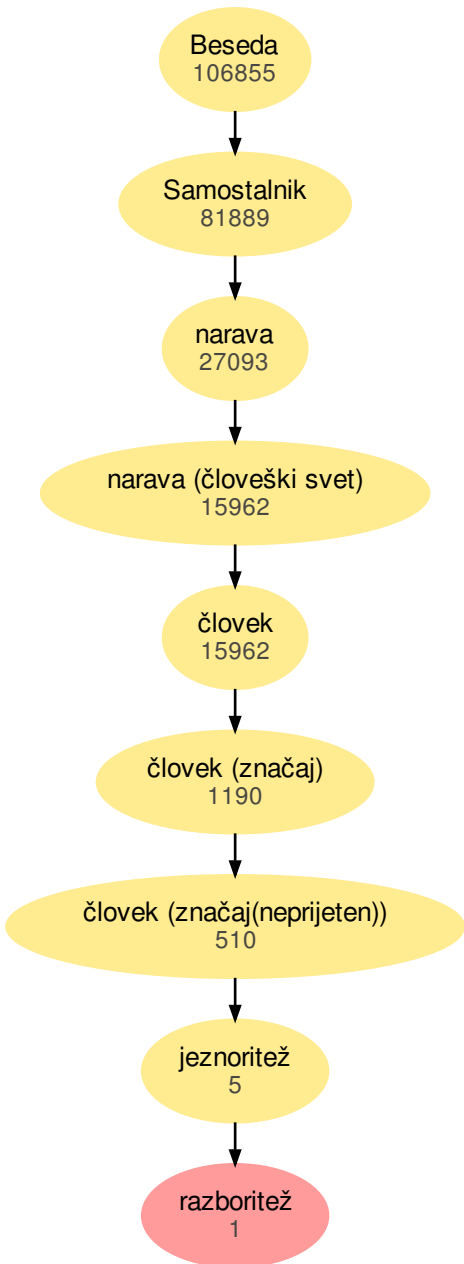 Beseda
106855
Samostalnik
81889
narava
27093
narava (človeški svet)
15962
človek
15962
človek (značaj)
1190
človek (značaj(neprijeten))
510
jeznoritež
5
razboritež
1